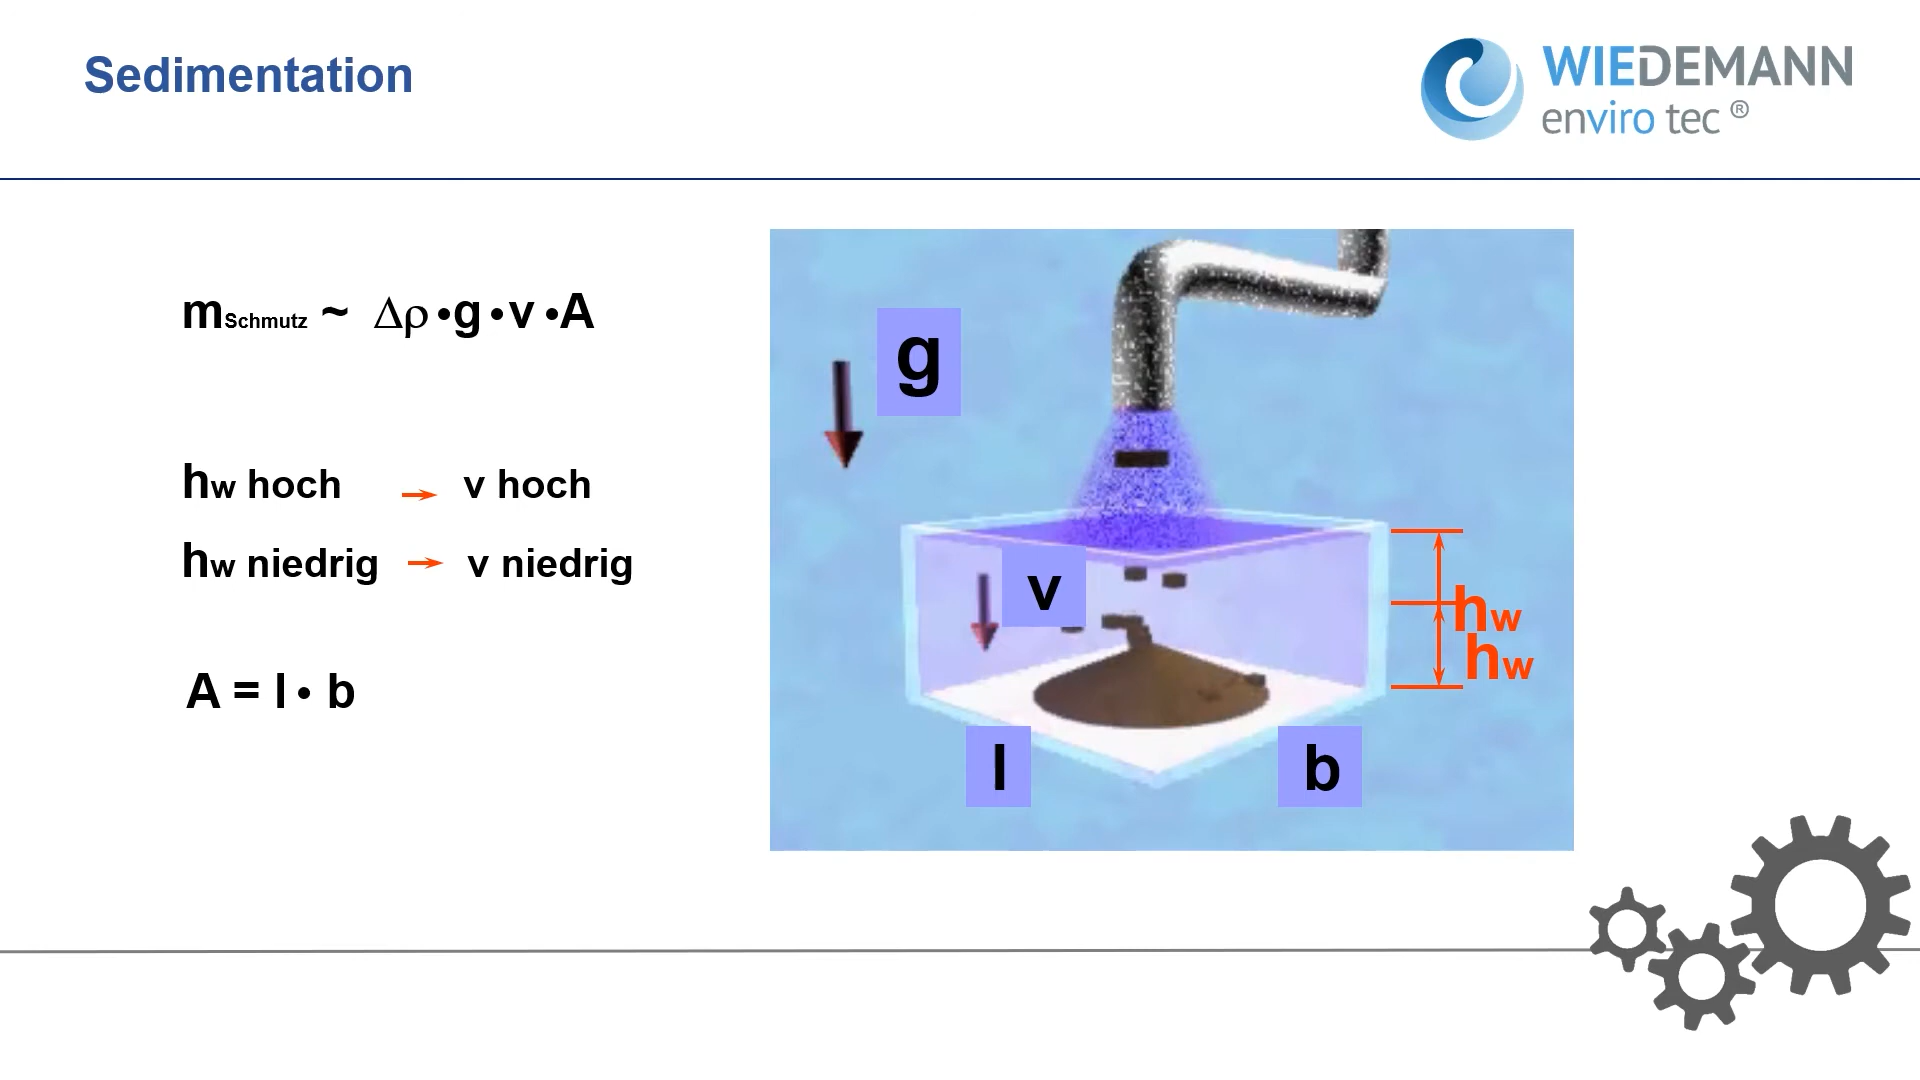 Sedimentation
WIEDEMANN
enviro tec ®
mSchmutz ~ Δρ •g •v •A
hw hoch → v hoch
hw niedrig → v niedrig
A = l • b
g
v
hw
hw
l
b